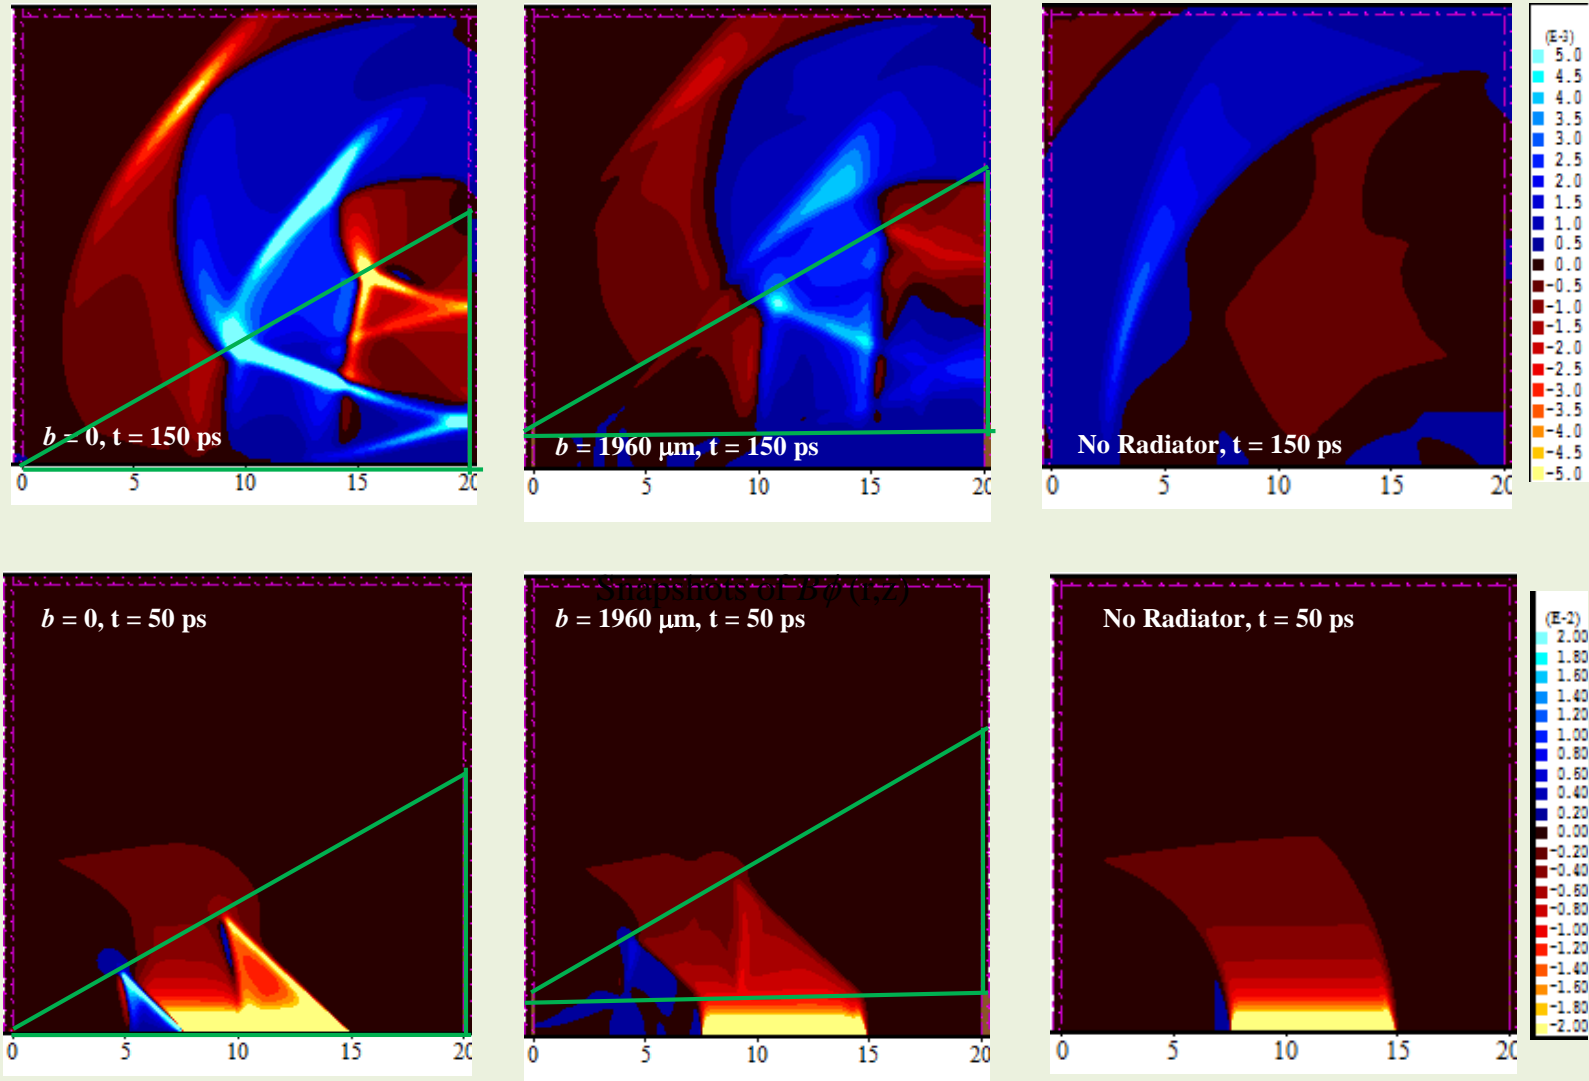 b = 0, t = 150 ps
0 5 10 15 20
b = 1960 μm, t = 150 ps
0 5 10 15 20
No Radiator, t = 150 ps
0 5 10 15 20
(E-3)
5.0
4.5
4.0
3.5
3.0
2.5
2.0
1.5
1.0
0.5
0.0
-0.5
-1.0
-1.5
-2.0
-2.5
-3.0
-3.5
-4.0
-4.5
-5.0
Snapshots of Bϕ (r,z)
b = 0, t = 50 ps
0 5 10 15 20
b = 1960 μm, t = 50 ps
0 5 10 15 20
No Radiator, t = 50 ps
0 5 10 15 20
(E-2)
2.00
1.80
1.60
1.40
1.20
1.00
0.80
0.60
0.40
0.20
0.00
-0.20
-0.40
-0.60
-0.80
-1.00
-1.20
-1.40
-1.60
-1.80
-2.00